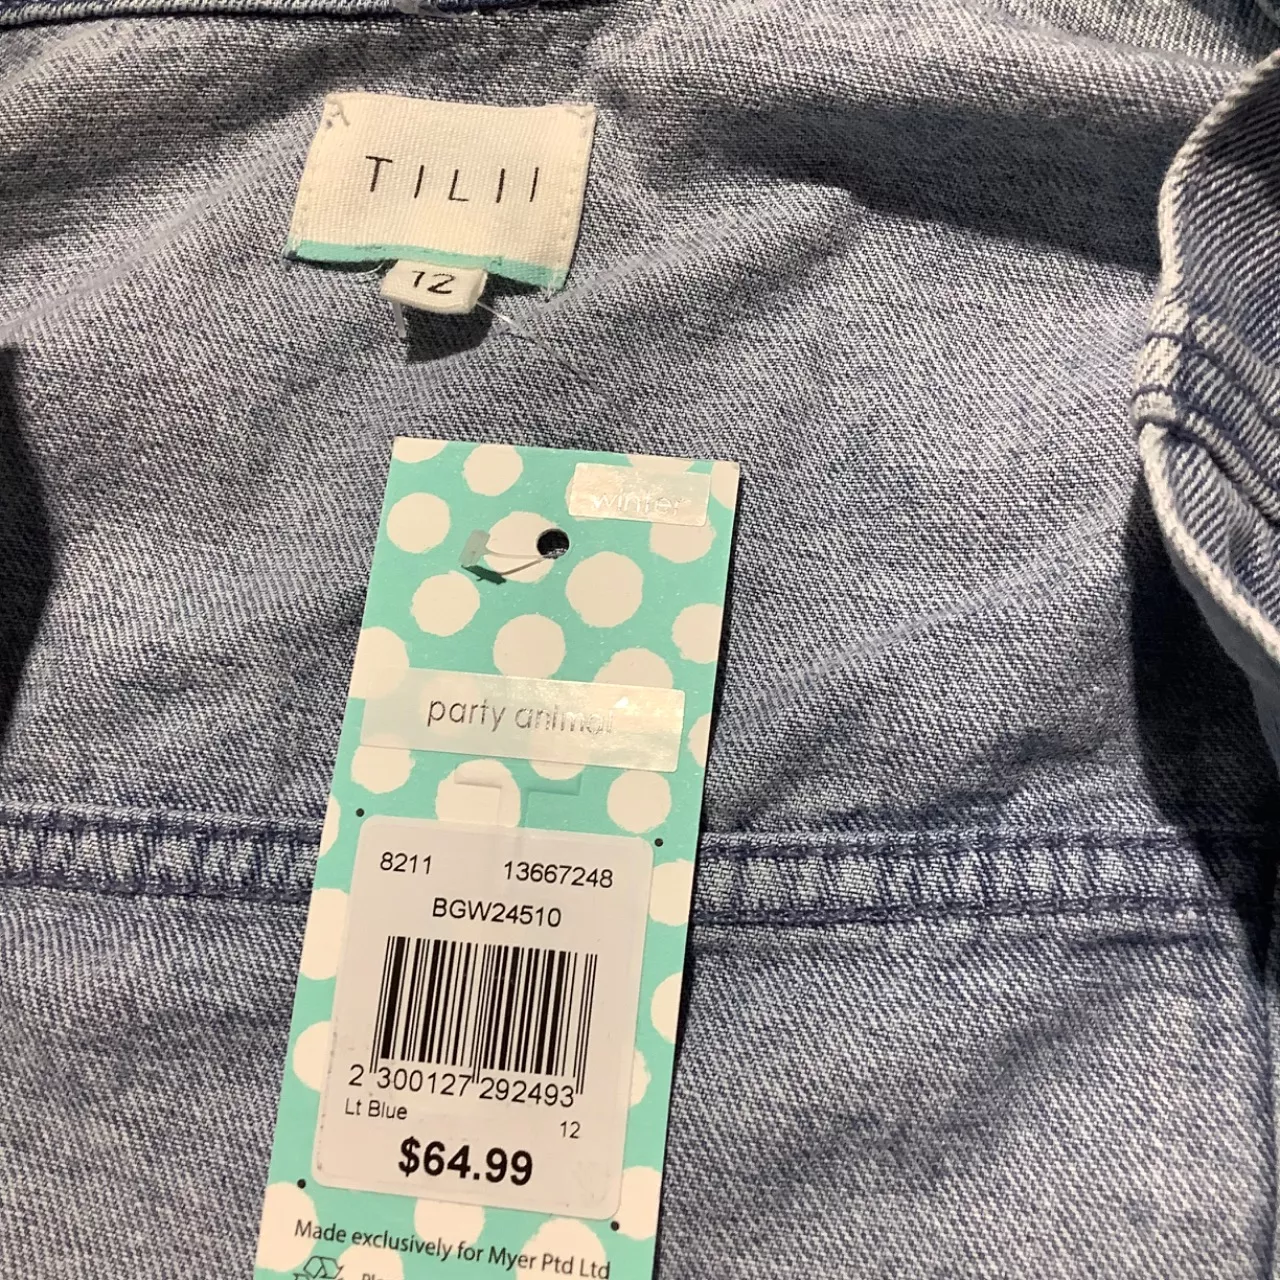 TILII
12
winter
party animal
8211 13667248
BGW24510
2 300127 292493
Lt Blue
12
$64.99
Made exclusively for Myer Ptd Ltd